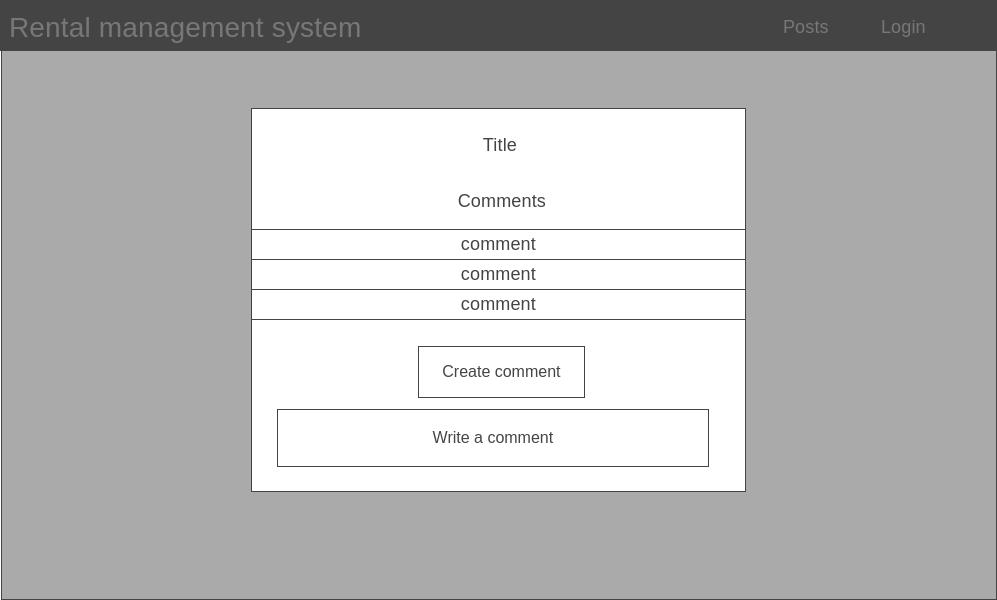 Rental management system
Posts
Login
Title
Comments
comment
comment
comment
Create comment
Write a comment